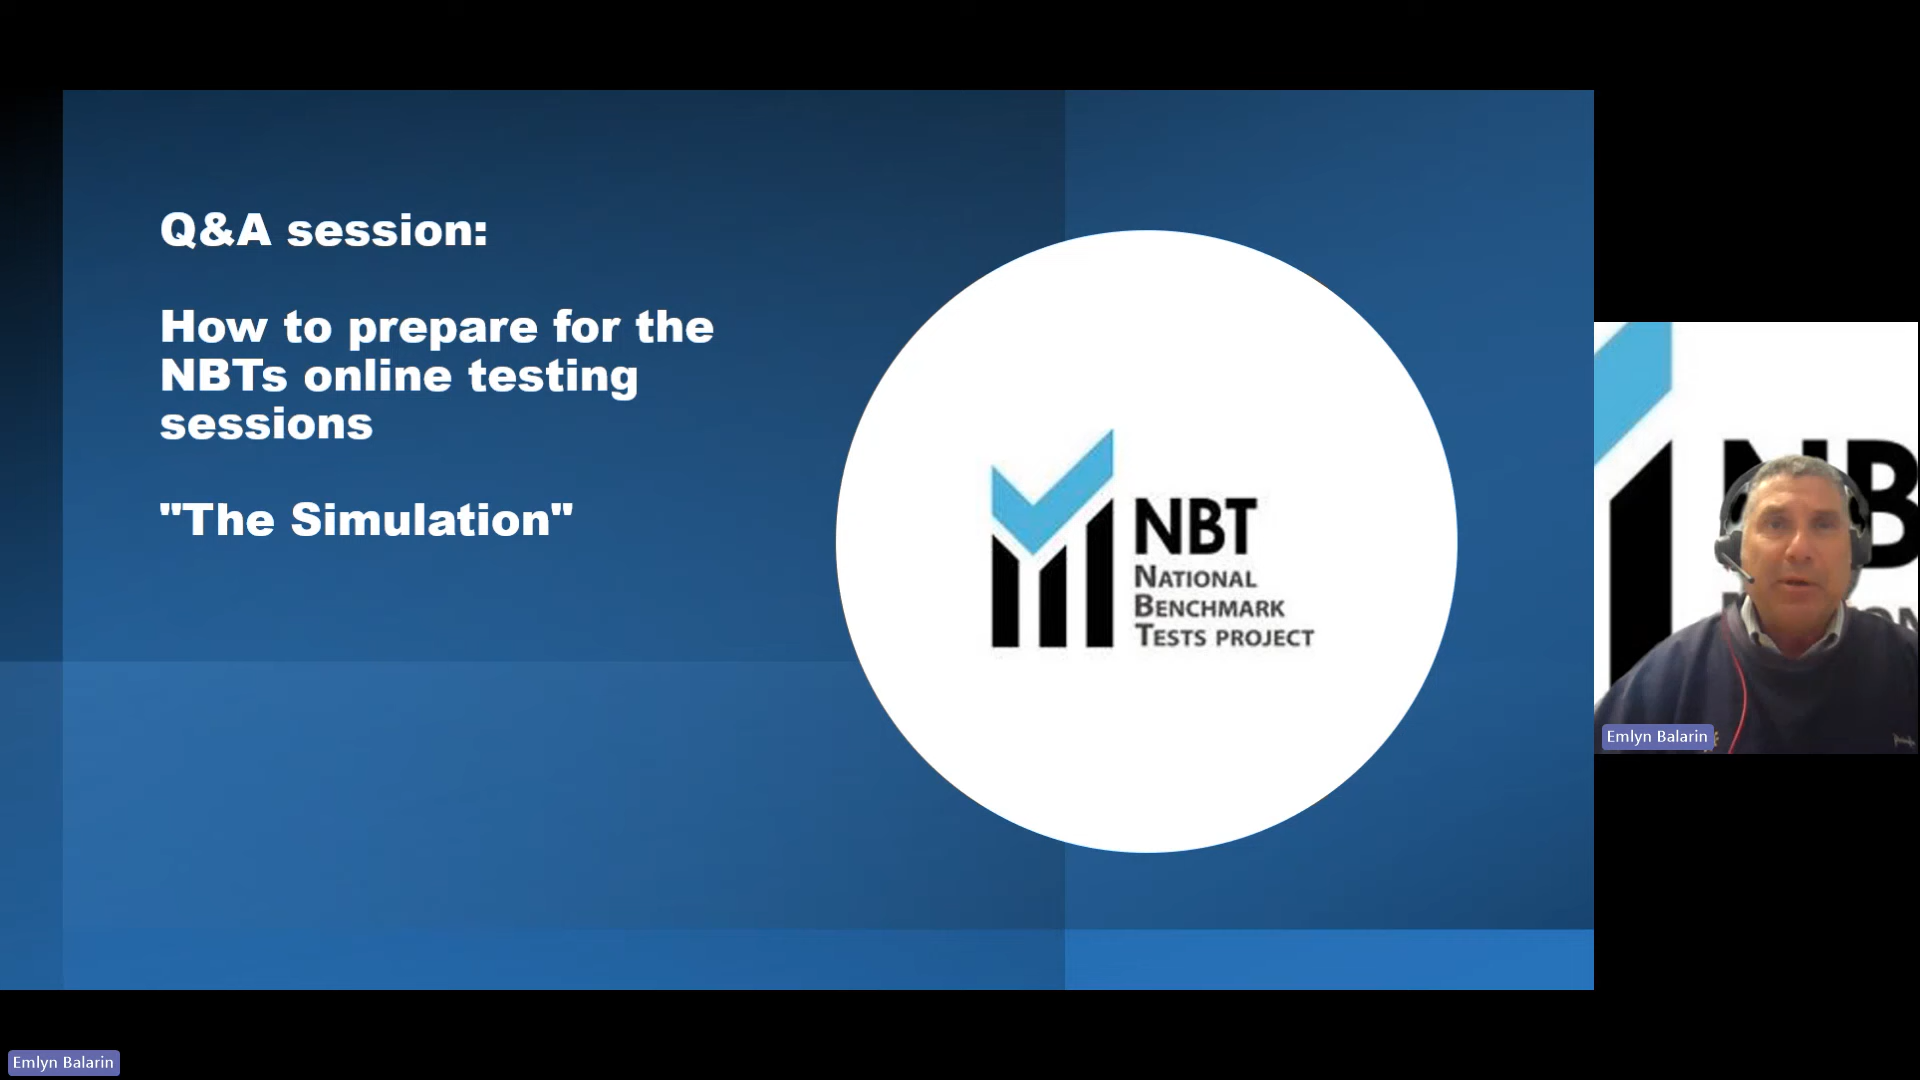 Q&A session:
How to prepare for the
NBTs online testing
sessions
"The Simulation"
NBT
NATIONAL
BENCHMARK
TESTS PROJECT
NB
Emlyn Balarin
Emlyn Balarin